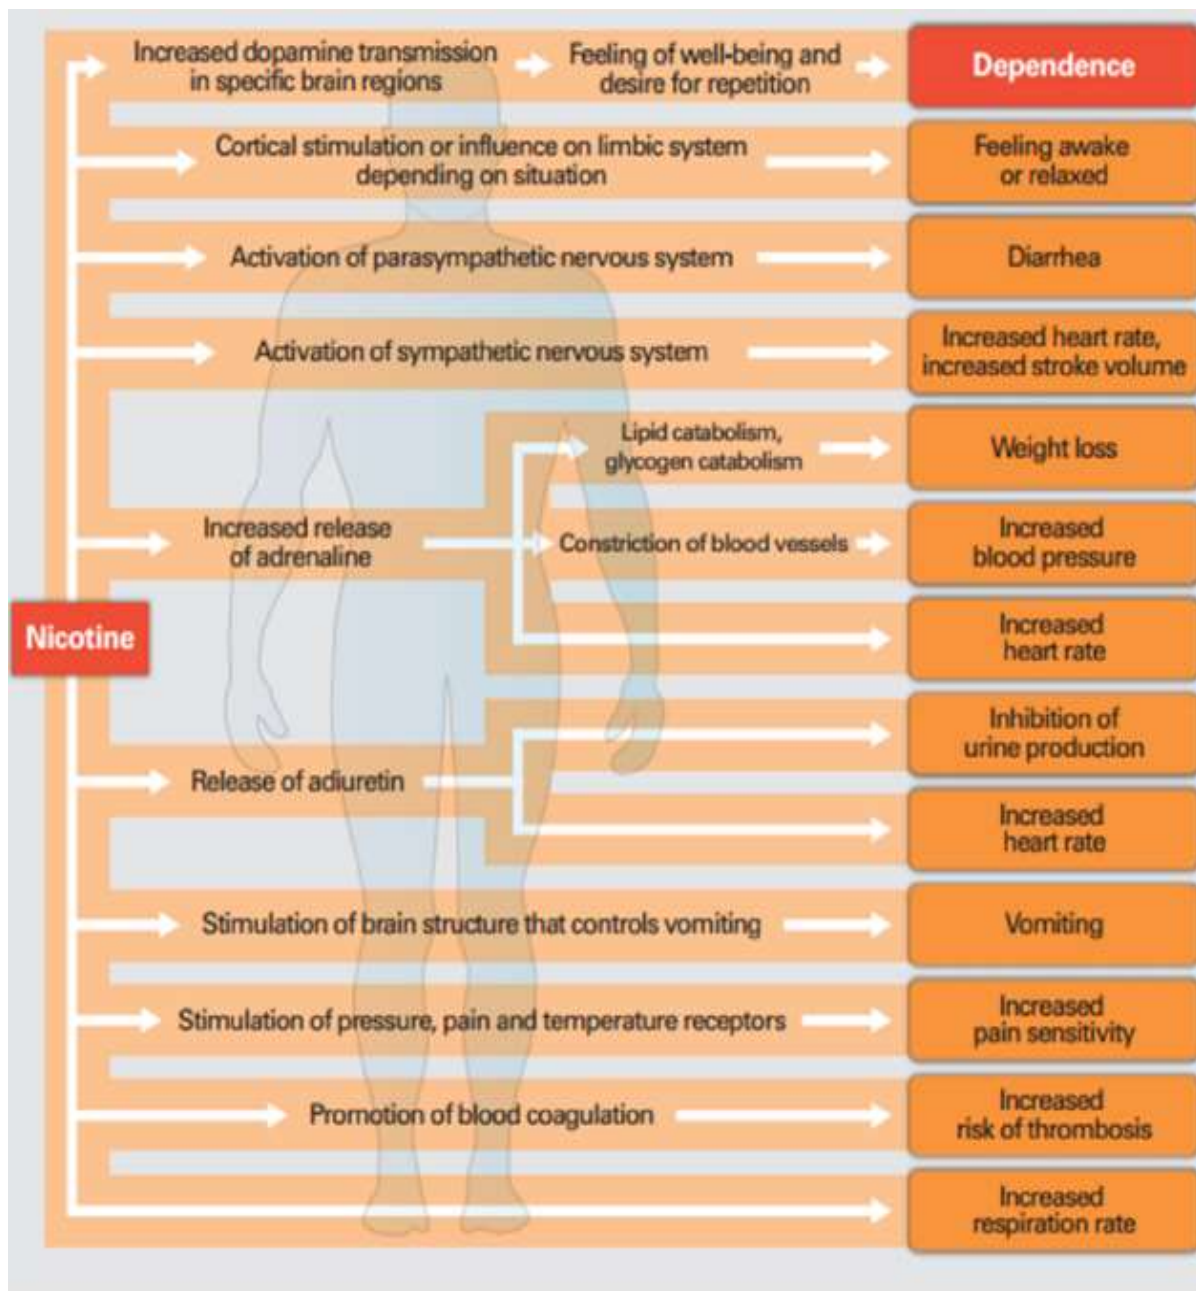 Increased dopamine transmission
in specific brain regions
Feeling of well-being and
desire for repetition
Dependence
Cortical stimulation or influence on limbic system
depending on situation
Feeling awake
or relaxed
Activation of parasympathetic nervous system
Diarrhea
Activation of sympathetic nervous system
Increased heart rate,
increased stroke volume
Lipid catabolism,
glycogen catabolism
Weight loss
Increased release
of adrenaline
Constriction of blood vessels
Increased
blood pressure
Increased
heart rate
Nicotine
Inhibition of
urine production
Release of adiuretin
Increased
heart rate
Stimulation of brain structure that controls vomiting
Vomiting
Stimulation of pressure, pain and temperature receptors
Increased
pain sensitivity
Promotion of blood coagulation
Increased
risk of thrombosis
Increased
respiration rate